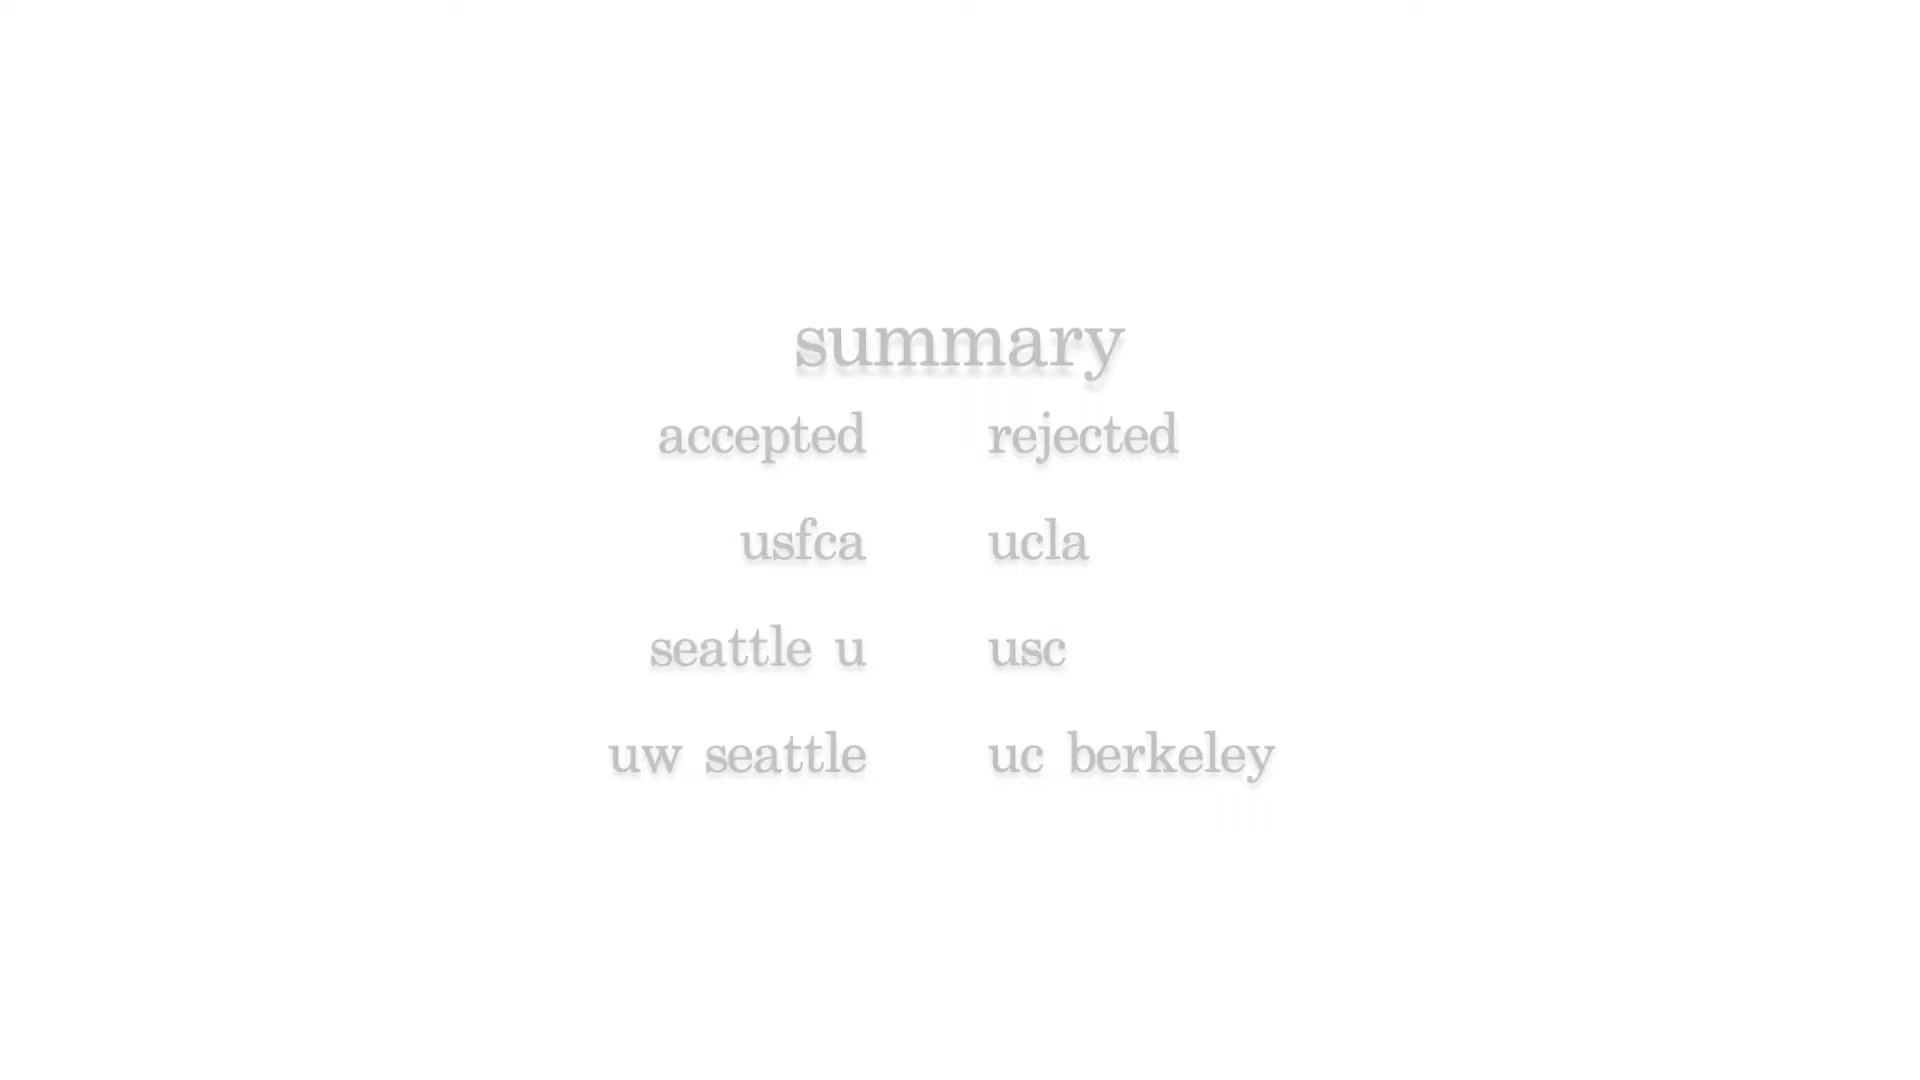 summary
accepted rejected
usfca ucla
seattle u usc
uw seattle uc berkeley